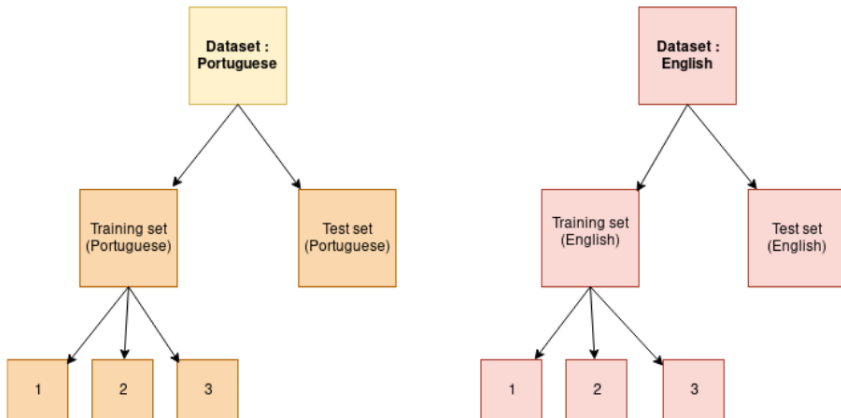 Dataset :
Portuguese
Dataset :
English
Training set
(Portuguese)
Test set
(Portuguese)
Training set
(English)
Test set
(English)
1
2
3
1
2
3